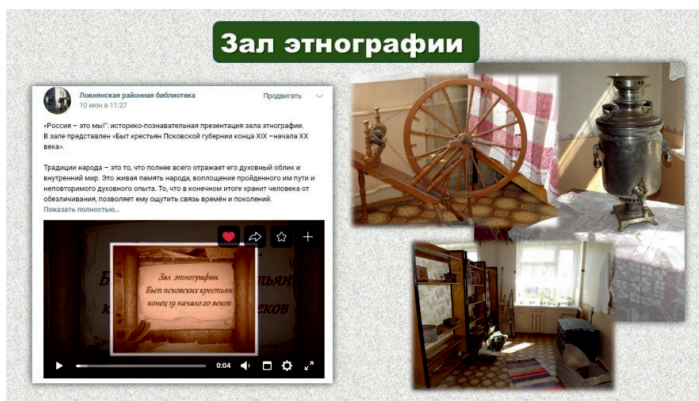 Зал этнографии
Локнянская районная библиотека
10 июн в 11:27
Продвигать
«Россия – это мы!": историко-познавательная презентация зала этнографии.
В зале представлен «Быт крестьян Псковской губернии конца XIX –начала XX
века».
Традиции народа – это то, что полнее всего отражает его духовный облик и
внутренний мир. Это живая память народа, воплощение пройденного им пути и
неповторимого духовного опыта. То, что в конечном итоге хранит человека от
обезличивания, позволяет ему ощутить связь времён и поколений.
Показать полностью...
Зал этнографии.
Быт псковских крестьян,
конец 19 начало 20 веков
0:04